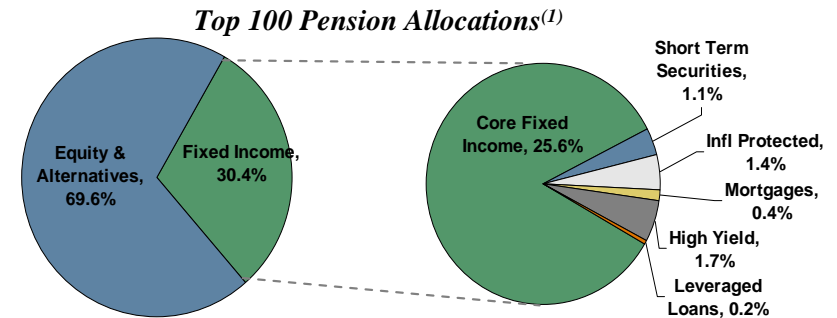 Top 100 Pension Allocations(1)
Equity &
Alternatives,
69.6%
Fixed Income,
30.4%
Core Fixed
Income, 25.6%
Short Term
Securities,
1.1%
Infl Protected,
1.4%
Mortgages,
0.4%
High Yield,
1.7%
Leveraged
Loans, 0.2%